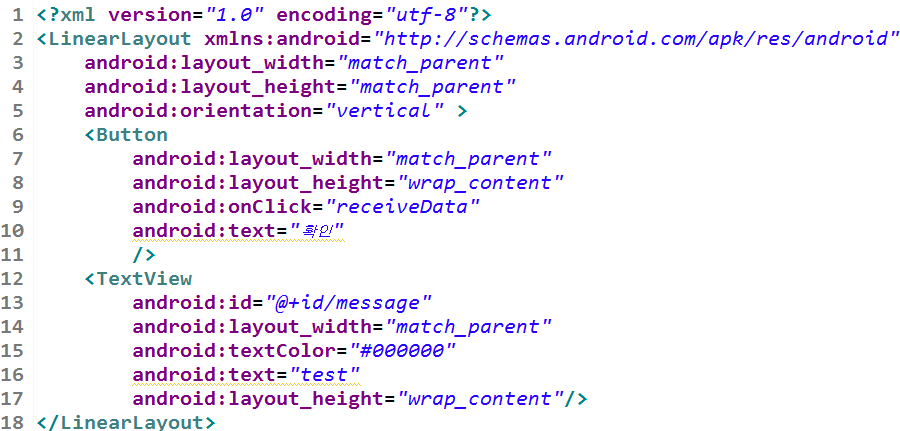 1 <?xml version="1.0" encoding="utf-8"?>
2 <LinearLayout xmlns:android="http://schemas.android.com/apk/res/android"
3     android:layout_width="match_parent"
4     android:layout_height="match_parent"
5     android:orientation="vertical" >
6     <Button
7         android:layout_width="match_parent"
8         android:layout_height="wrap_content"
9         android:onClick="receiveData"
10         android:text="확인"
11         />
12     <TextView
13         android:id="@+id/message"
14         android:layout_width="match_parent"
15         android:textColor="#000000"
16         android:text="test"
17         android:layout_height="wrap_content"/>
18 </LinearLayout>